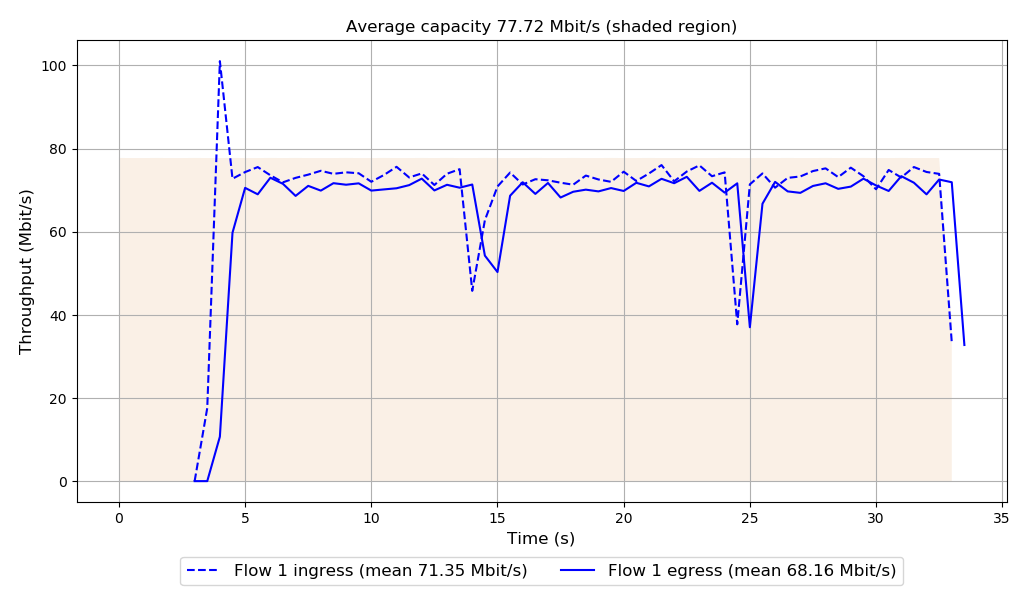 Average capacity 77.72 Mbit/s (shaded region)
100
80
60
40
20
0
Throughput (Mbit/s)
0 5 10 15 20 25 30 35
Time (s)
Flow 1 ingress (mean 71.35 Mbit/s) Flow 1 egress (mean 68.16 Mbit/s)